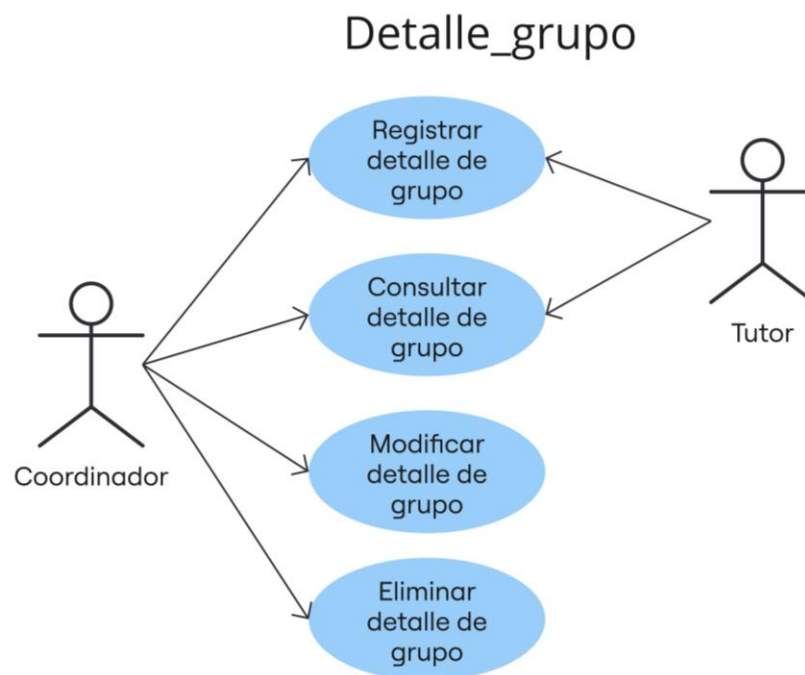 Detalle_grupo
Registrar
detalle de
grupo
Consultar
detalle de
grupo
Tutor
Modificar
detalle de
grupo
Coordinador
Eliminar
detalle de
grupo